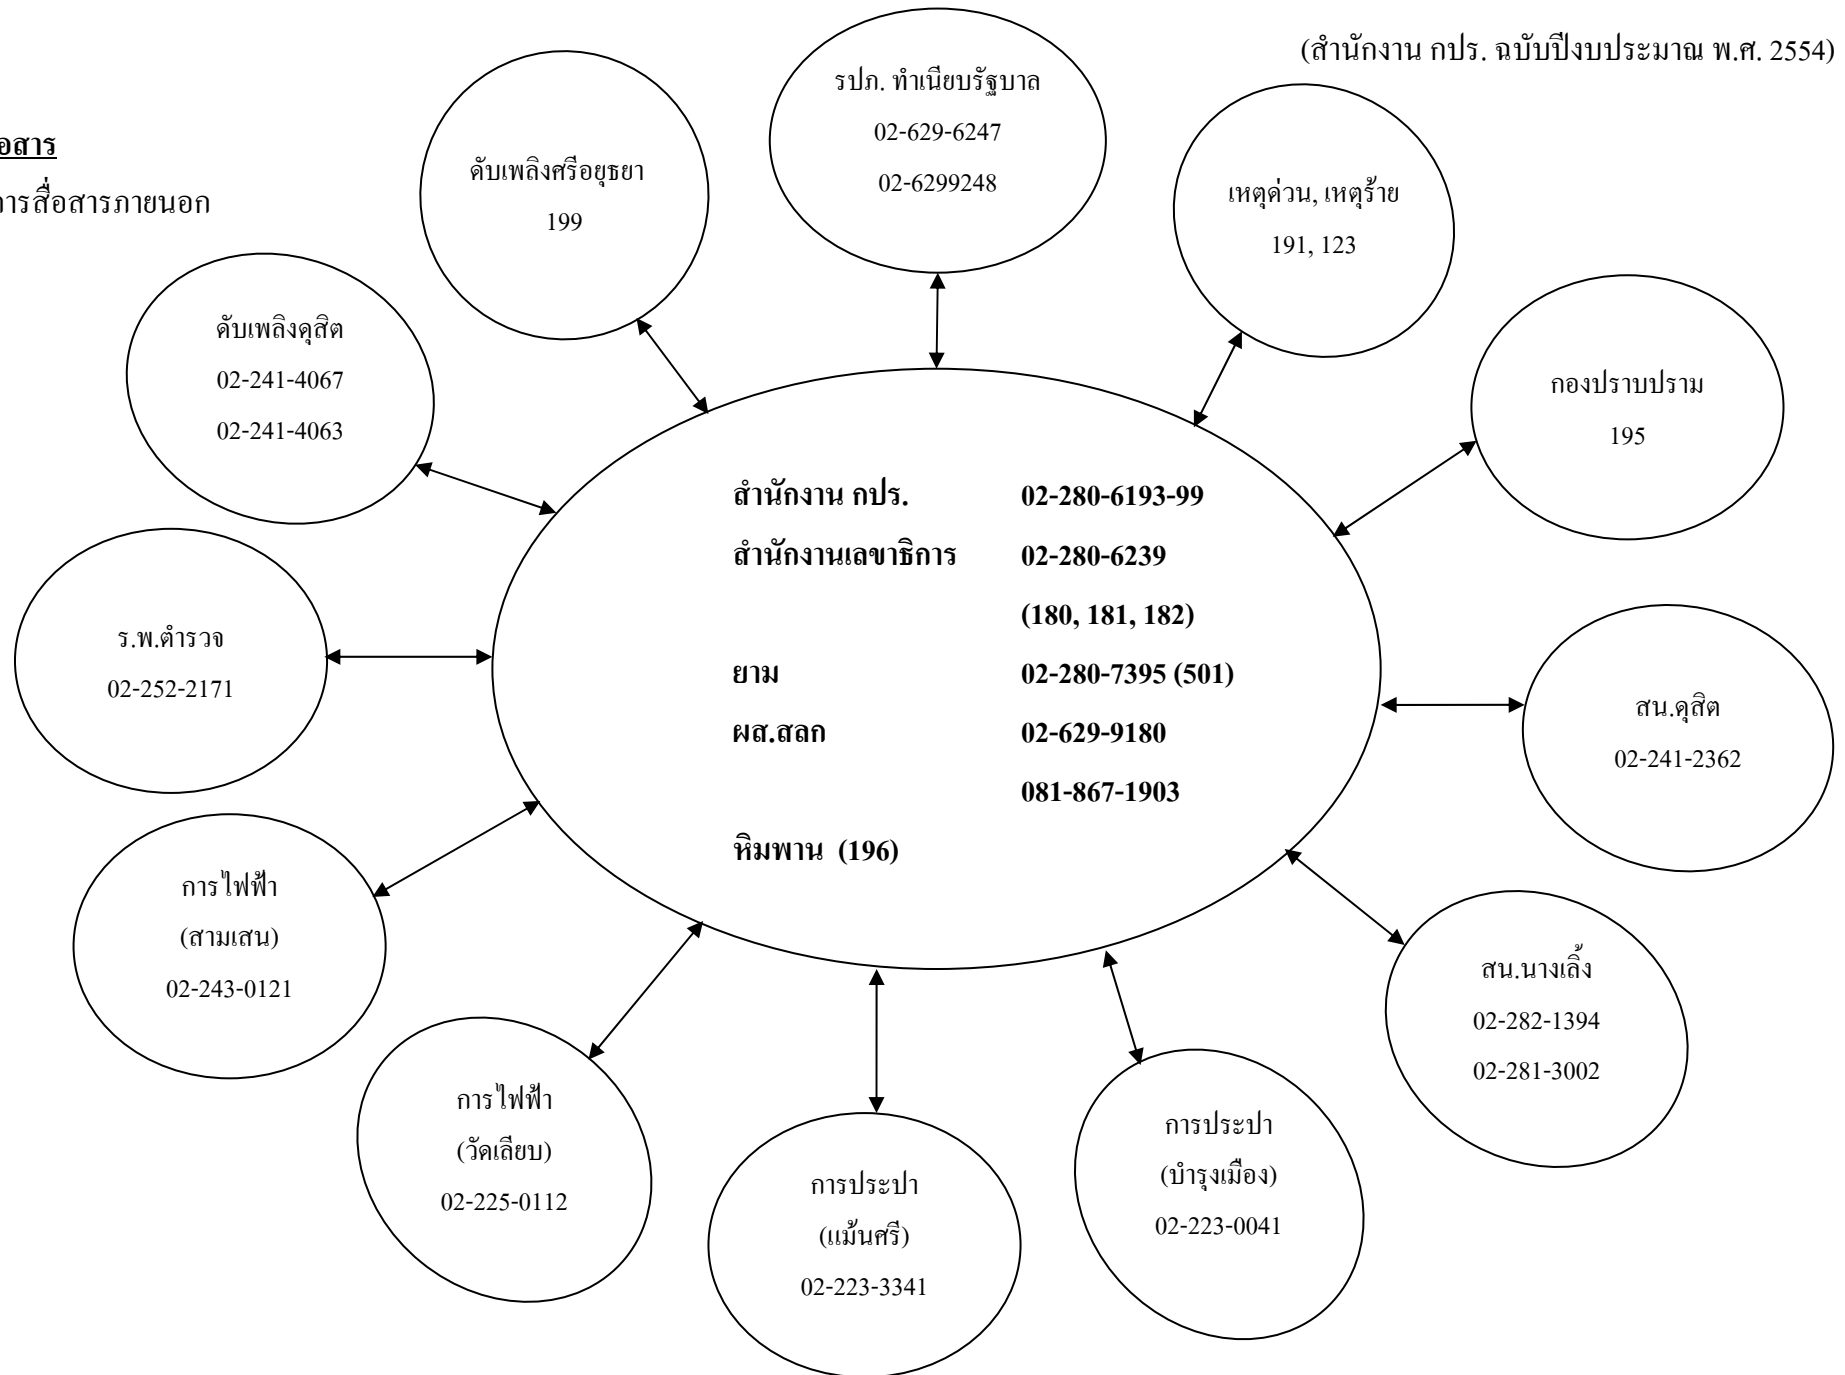 (สำนักงาน กปร. ฉบับปีงบประมาณ พ.ศ. 2554)
อสาร
การสื่อสารภายนอก
รปภ. ทำเนียบรัฐบาล
02-629-6247
02-6299248
ดับเพลิงศรีอยุธยา
199
เหตุด่วน, เหตุร้าย
191, 123
ดับเพลิงดุสิต
02-241-4067
02-241-4063
กองปราบปราม
195
สำนักงาน กปร. 02-280-6193-99
สำนักงานเลขาธิการ 02-280-6239
(180, 181, 182)
ยาม 02-280-7395 (501)
ผส.สลก 02-629-9180
081-867-1903
หิมพาน (196)
ร.พ.ตำรวจ
02-252-2171
สน.ดุสิต
02-241-2362
การไฟฟ้า
(สามเสน)
02-243-0121
สน.นางเลิ้ง
02-282-1394
02-281-3002
การไฟฟ้า
(วัดเลียบ)
02-225-0112
การประปา
(แม้นศรี)
02-223-3341
การประปา
(บำรุงเมือง)
02-223-0041